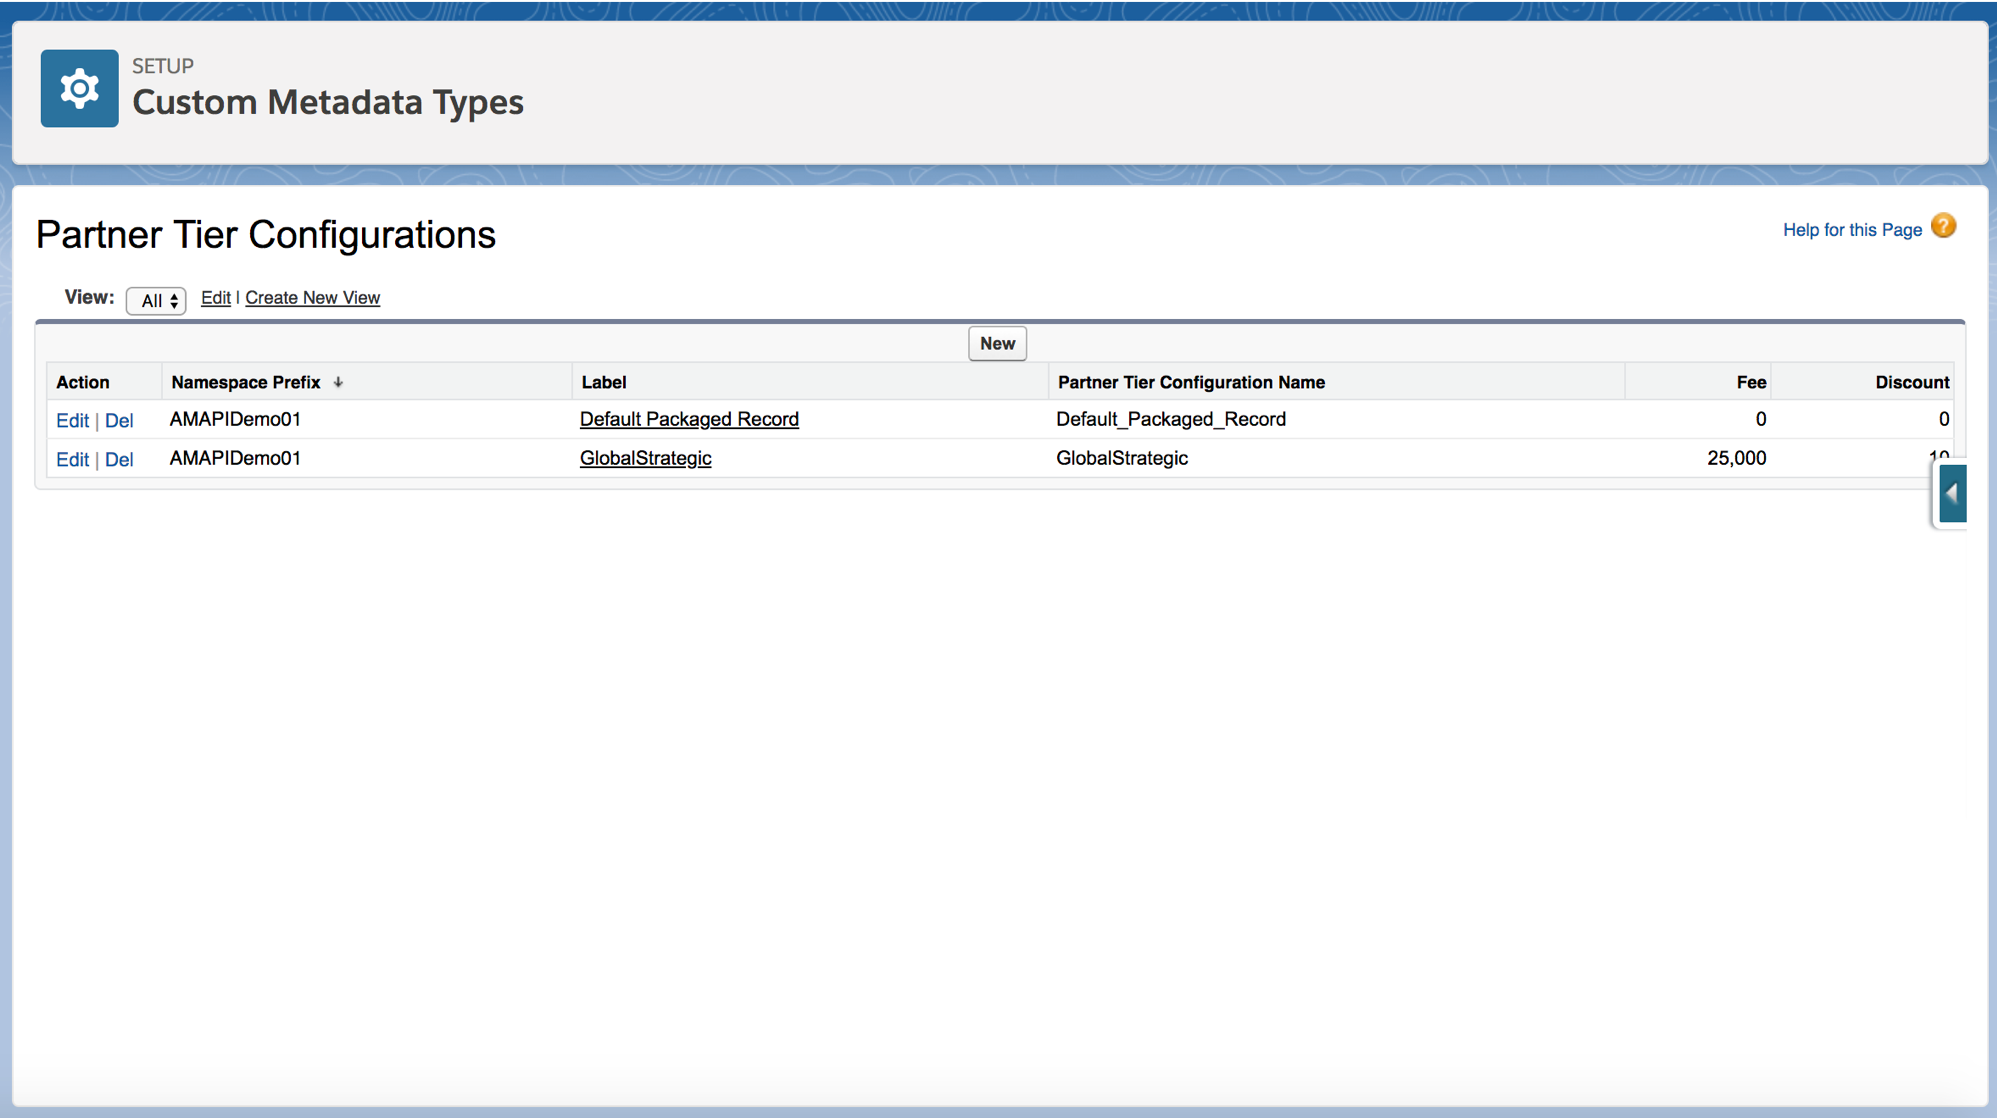 SETUP
Custom Metadata Types
Partner Tier Configurations
Help for this Page ?
View: All Edit | Create New View
New
Action Namespace Prefix Label Partner Tier Configuration Name Fee Discount
Edit | Del AMAPIDemo01 Default Packaged Record Default_Packaged_Record 0 0
Edit | Del AMAPIDemo01 GlobalStrategic GlobalStrategic 25,000 10